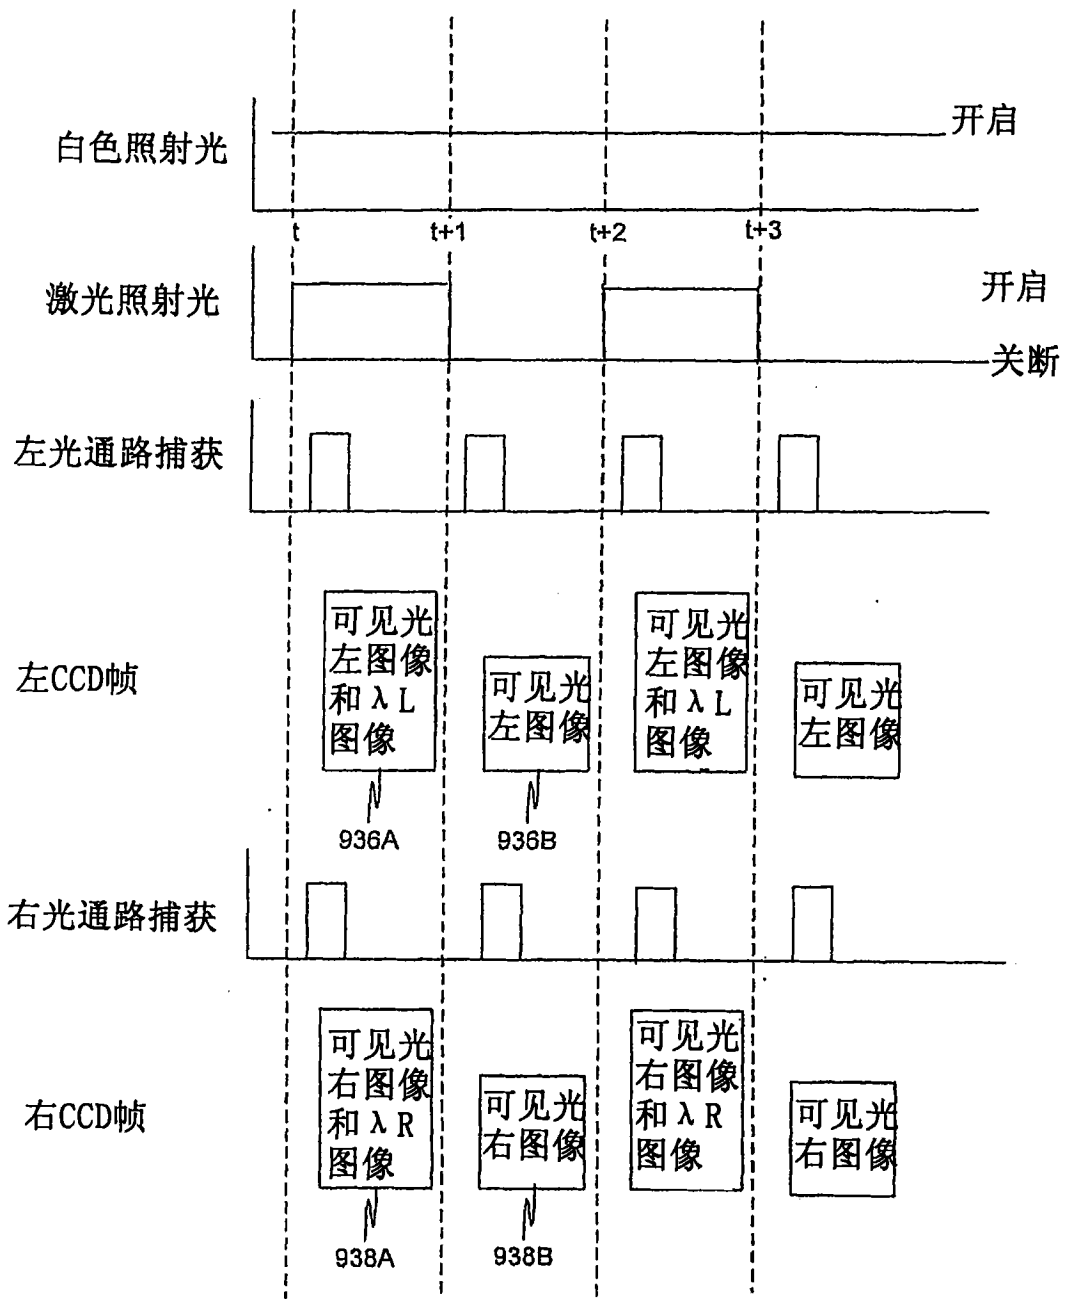 开启
白色照射光
t
t+1
t+2
t+3
开启
激光照射光
关断
左光通路捕获
左CCD帧
可见光
左图像
和λL
图像
可见光
左图像
可见光
左图像
和λL
图像
可见光
左图像
936A
936B
右光通路捕获
右CCD帧
可见光
右图像
和λR
图像
可见光
右图像
可见光
右图像
和λR
图像
可见光
右图像
938A
938B